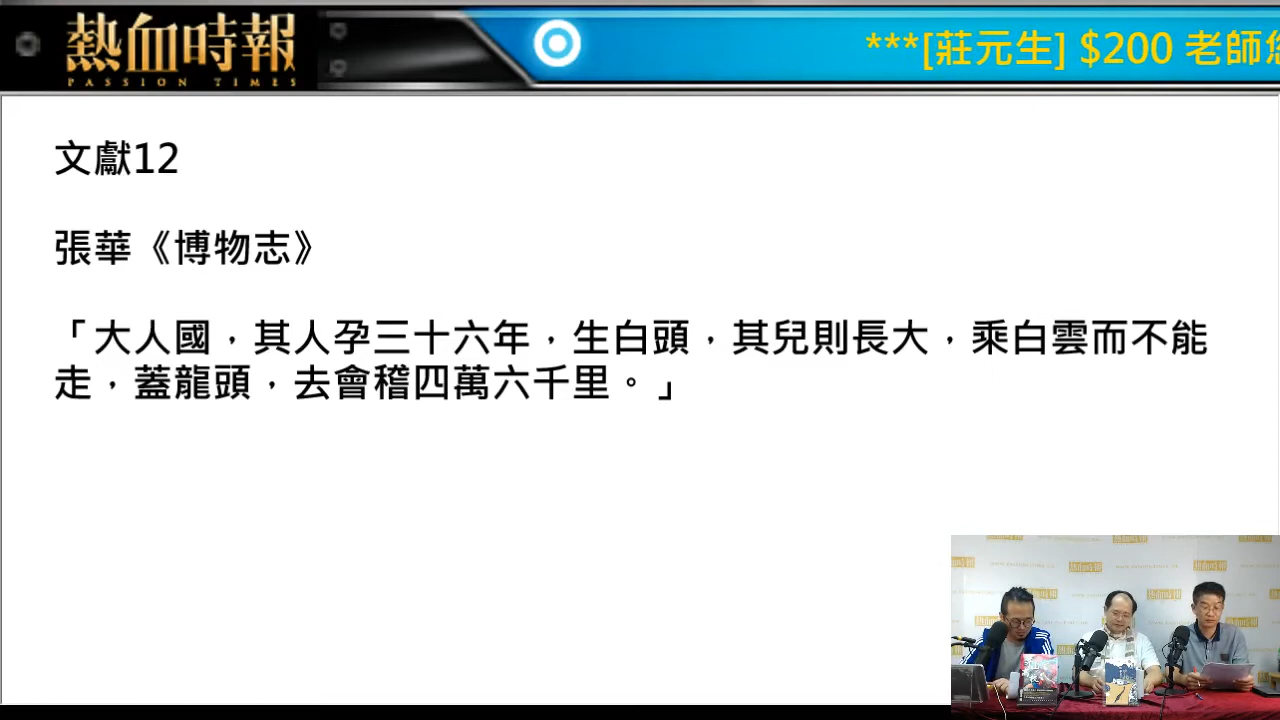 熱血時報
PASSION TIMES
***[莊元生] $200 老師您
文獻12
張華《博物志》
「大人國，其人孕三十六年，生白頭，其兒則長大，乘白雲而不能
走，蓋龍頭，去會稽四萬六千里。」